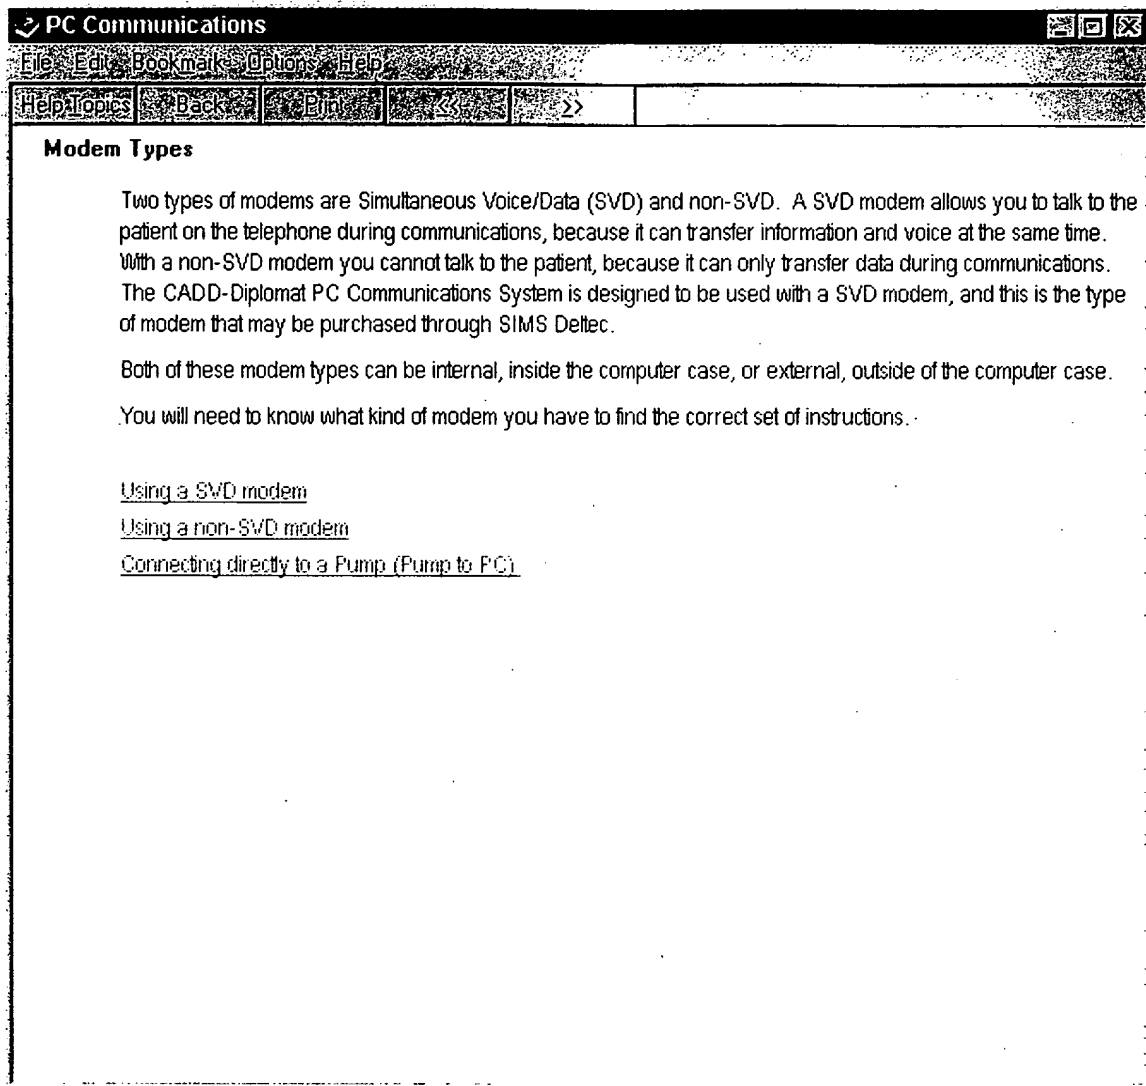 PC Communications
File Edit Bookmark Options Help
Help Topics Back Print << >>
Modem Types
Two types of modems are Simultaneous Voice/Data (SVD) and non-SVD. A SVD modem allows you to talk to the
patient on the telephone during communications, because it can transfer information and voice at the same time.
With a non-SVD modem you cannot talk to the patient, because it can only transfer data during communications.
The CADD-Diplomat PC Communications System is designed to be used with a SVD modem, and this is the type
of modem that may be purchased through SIMS Deltec.
Both of these modem types can be internal, inside the computer case, or external, outside of the computer case.
You will need to know what kind of modem you have to find the correct set of instructions.
Using a SVD modem
Using a non-SVD modem
Connecting directly to a Pump (Pump to PC)